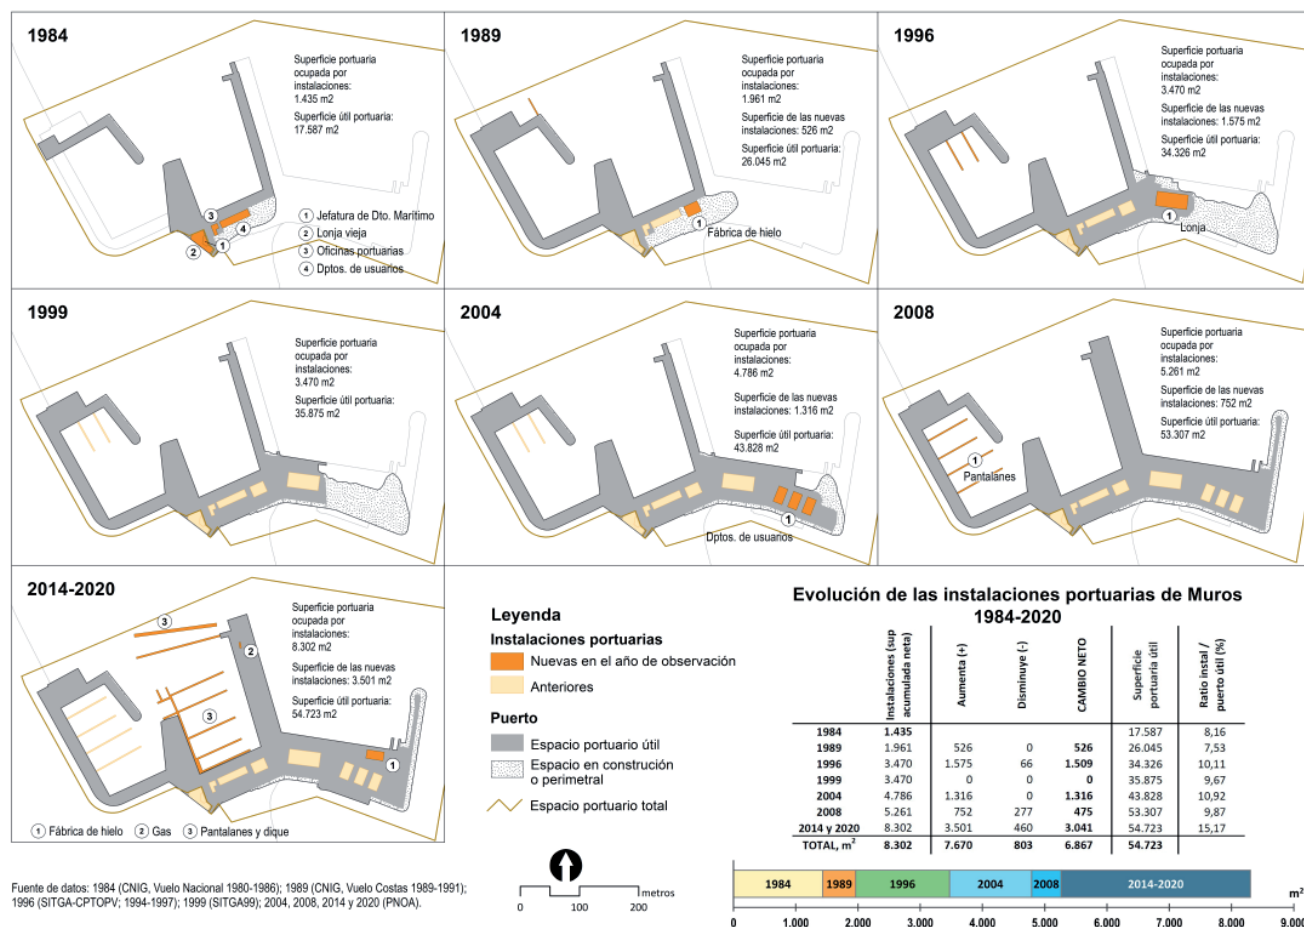 1984
Superficie portuaria
ocupada por
instalaciones:
1.435 m2
Superficie útil portuaria:
17.587 m2
3
4
2
1
1 Jefatura de Dto. Marítimo
2 Lonja vieja
3 Oficinas portuarias
4 Dptos. de usuarios
1989
Superficie portuaria
ocupada por
instalaciones:
1.961 m2
Superficie de las nuevas
instalaciones: 526 m2
Superficie útil portuaria:
26.045 m2
1
Fábrica de hielo
1996
Superficie portuaria
ocupada por
instalaciones:
3.470 m2
Superficie de las nuevas
instalaciones: 1.575 m2
Superficie útil portuaria:
34.326 m2
1
Lonja
1999
Superficie portuaria
ocupada por
instalaciones:
3.470 m2
Superficie útil portuaria:
35.875 m2
2004
Superficie portuaria
ocupada por
instalaciones:
4.786 m2
Superficie de las nuevas
instalaciones: 1.316 m2
Superficie útil portuaria:
43.828 m2
1
Dptos. de usuarios
2008
Superficie portuaria
ocupada por
instalaciones:
5.261 m2
Superficie de las nuevas
instalaciones: 752 m2
Superficie útil portuaria:
53.307 m2
1
Pantalanes
2014-2020
Superficie portuaria
ocupada por
instalaciones:
8.302 m2
Superficie de las nuevas
instalaciones: 3.501 m2
Superficie útil portuaria:
54.723 m2
3
2
3
1
1 Fábrica de hielo 2 Gas 3 Pantalanes y dique
Leyenda
Instalaciones portuarias
Nuevas en el año de observación
Anteriores
Puerto
Espacio portuario útil
Espacio en construción
o perimetral
Espacio portuario total
0 100 200 metros
Evolución de las instalaciones portuarias de Muros
1984-2020
Instalaciones (sup acumulada neta) Aumenta (+) Disminuye (-) CAMBIO NETO Superficie portuaria útil Ratio instal / puerto útil (%)
1984 1.435 17.587 8,16
1989 1.961 526 0 526 26.045 7,53
1996 3.470 1.575 66 1.509 34.326 10,11
1999 3.470 0 0 0 35.875 9,67
2004 4.786 1.316 0 1.316 43.828 10,92
2008 5.261 752 277 475 53.307 9,87
2014 y 2020 8.302 3.501 460 3.041 54.723 15,17
TOTAL, m² 8.302 7.670 803 6.867 54.723
1984 1989 1996 2004 2008 2014-2020
m²
0 1.000 2.000 3.000 4.000 5.000 6.000 7.000 8.000 9.000
Fuente de datos: 1984 (CNIG, Vuelo Nacional 1980-1986); 1989 (CNIG, Vuelo Costas 1989-1991);
1996 (SITGA-CPTOPV; 1994-1997); 1999 (SITGA99); 2004, 2008, 2014 y 2020 (PNOA).